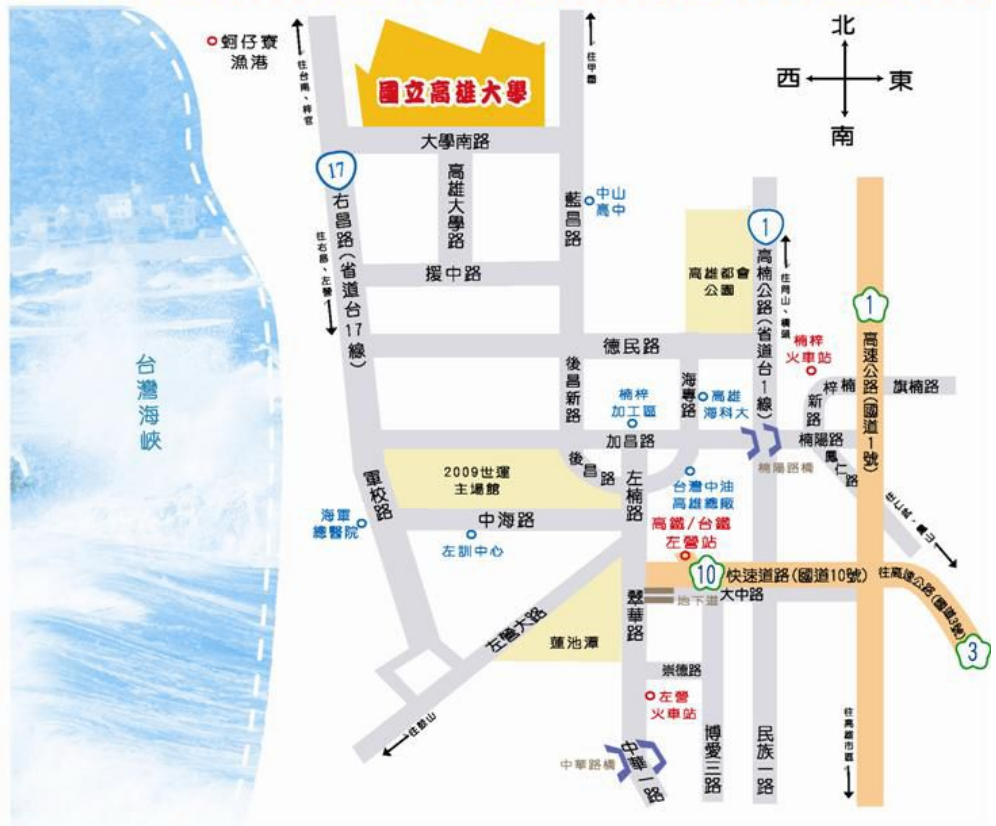 北
西
東
南
蚵仔寮
漁港
往台南、梓官
國立高雄大學
往甲圍
大學南路
17
右昌路(省道台17線)
往右昌、左營
高雄大學路
藍昌路
中山
高中
援中路
高雄都會
公園
1
高楠公路(省道台1線)
往岡山、橋頭
1
高速公路(國道1號)
台灣海峽
德民路
楠梓
火車站
後昌新路
海專路
楠梓
加工區
高雄
海科大
梓楠
新路
旗楠路
加昌路
楠陽路
楠陽路橋
鳳仁路
後昌路
左楠路
2009世運
主場館
軍校路
台灣中油
高雄總廠
往仁武、鳳山
海軍
總醫院
中海路
左訓中心
高鐵/台鐵
左營站
10
快速道路(國道10號)
往高速公路(國道3號)
3
大中路
地下道
左營大路
翠華路
蓮池潭
崇德路
左營
火車站
往鼓山
中華路橋
中華一路
博愛三路
民族一路
往高雄市區